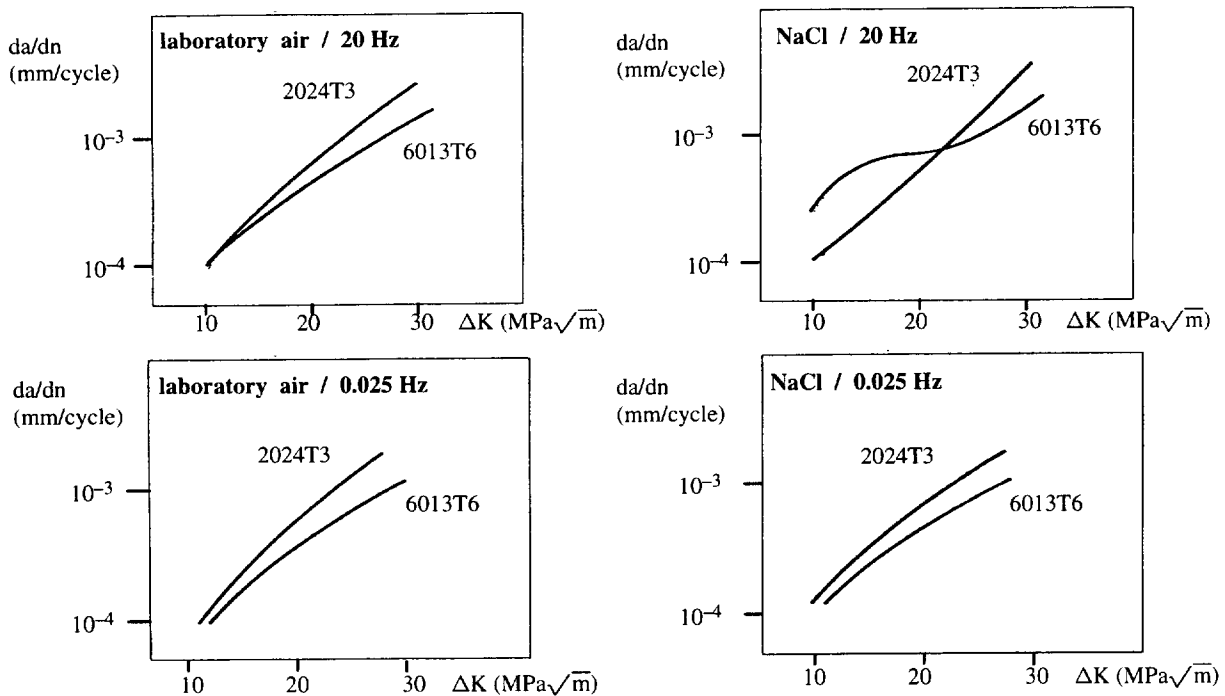 laboratory air / 20 Hz
da/dn
(mm/cycle)
2024T3
6013T6
10⁻³
10⁻⁴
10 20 30 ΔK (MPa√m)
NaCl / 20 Hz
da/dn
(mm/cycle)
2024T3
6013T6
10⁻³
10⁻⁴
10 20 30 ΔK (MPa√m)
laboratory air / 0.025 Hz
da/dn
(mm/cycle)
2024T3
6013T6
10⁻³
10⁻⁴
10 20 30 ΔK (MPa√m)
NaCl / 0.025 Hz
da/dn
(mm/cycle)
2024T3
6013T6
10⁻³
10⁻⁴
10 20 30 ΔK (MPa√m)